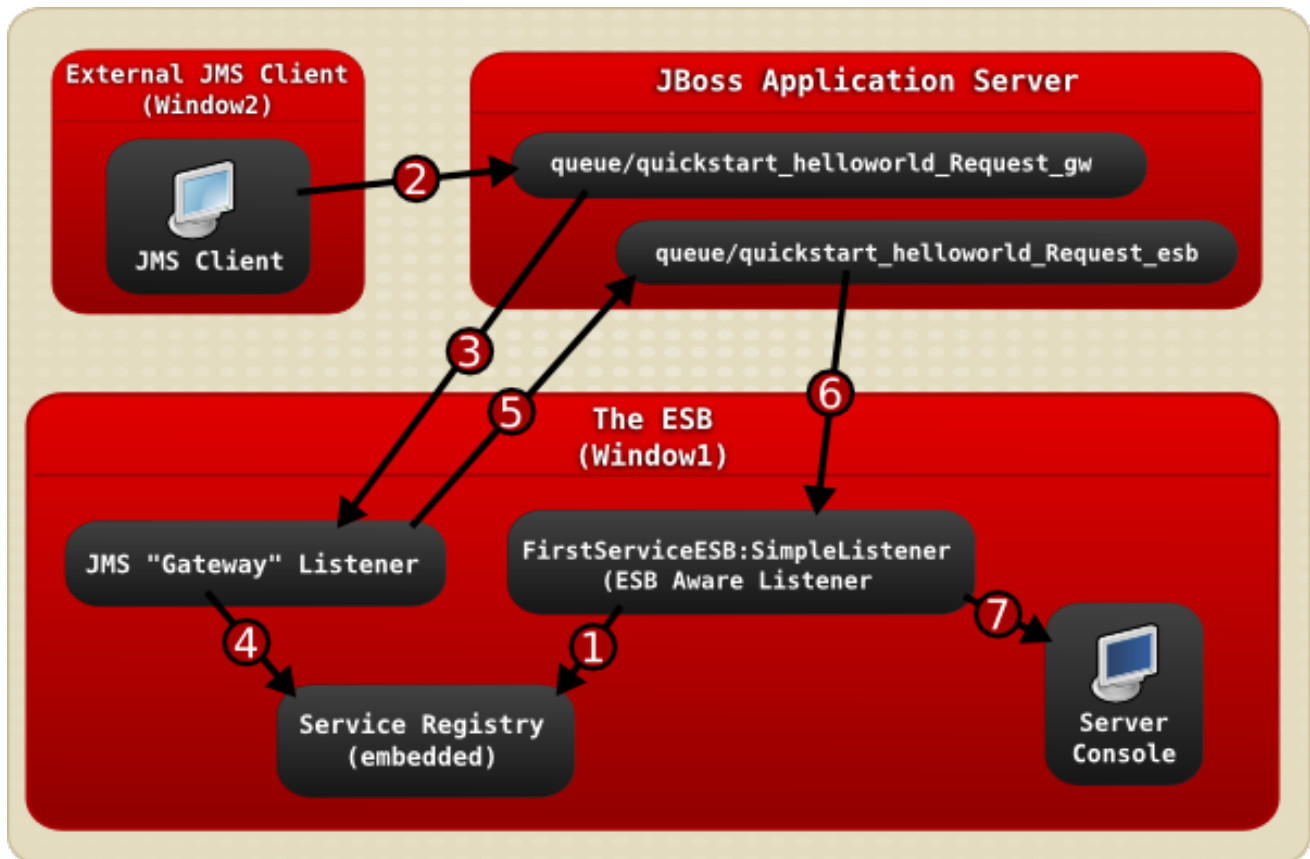 External JMS Client
(Window2)
JMS Client
JBoss Application Server
queue/quickstart_helloworld_Request_gw
queue/quickstart_helloworld_Request_esb
2
3
5
6
The ESB
(Window1)
JMS "Gateway" Listener
FirstServiceESB:SimpleListener
(ESB Aware Listener
4
1
7
Service Registry
(embedded)
Server
Console